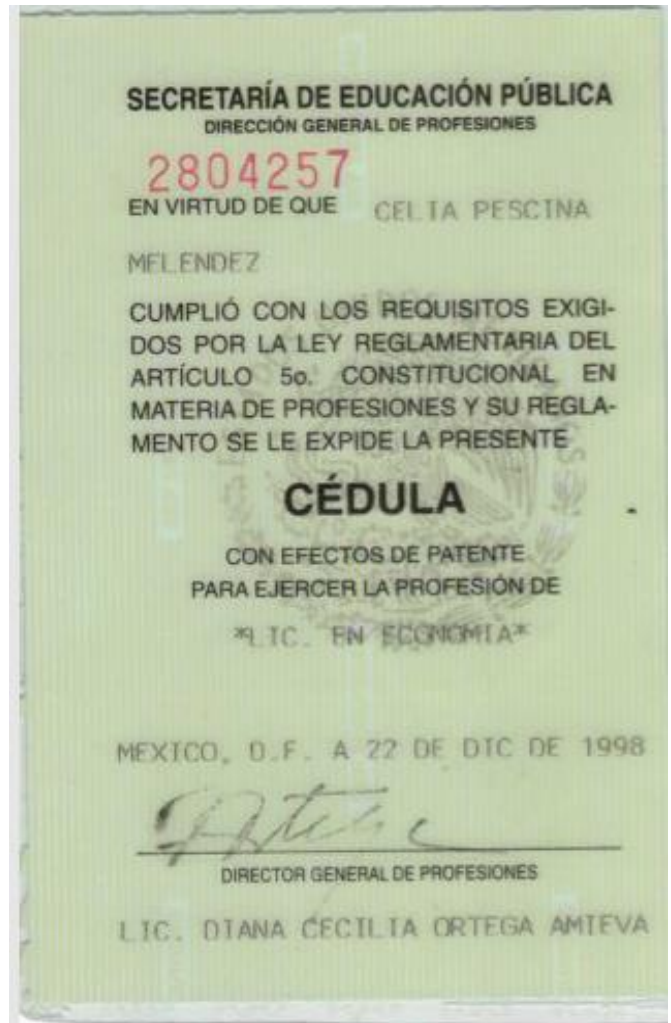 SECRETARÍA DE EDUCACIÓN PÚBLICA
DIRECCIÓN GENERAL DE PROFESIONES
2804257
EN VIRTUD DE QUE CELIA PESCINA
MELENDEZ
CUMPLIÓ CON LOS REQUISITOS EXIGI-
DOS POR LA LEY REGLAMENTARIA DEL
ARTÍCULO 5o. CONSTITUCIONAL EN
MATERIA DE PROFESIONES Y SU REGLA-
MENTO SE LE EXPIDE LA PRESENTE
CÉDULA
CON EFECTOS DE PATENTE
PARA EJERCER LA PROFESIÓN DE
*LIC. EN ECONOMIA*
MEXICO, D.F. A 22 DE DIC DE 1998
DIRECTOR GENERAL DE PROFESIONES
LIC. DIANA CECILIA ORTEGA AMIEVA